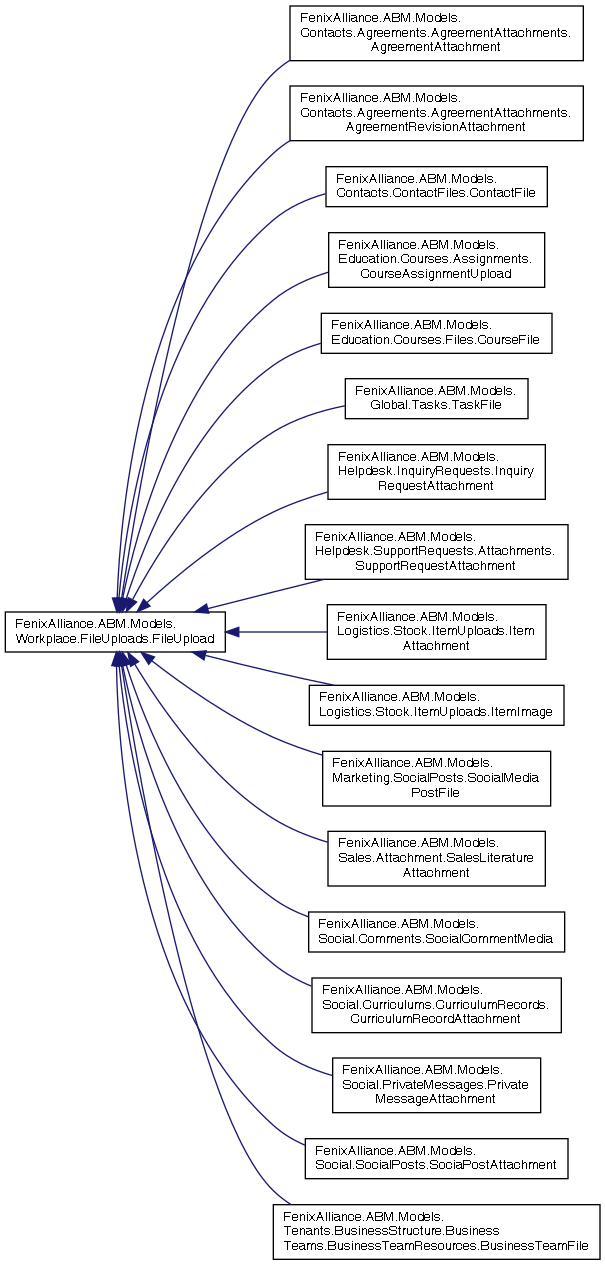 FenixAlliance.ABM.Models.
Contacts.Agreements.AgreementAttachments.
AgreementAttachment
FenixAlliance.ABM.Models.
Contacts.Agreements.AgreementAttachments.
AgreementRevisionAttachment
FenixAlliance.ABM.Models.
Contacts.ContactFiles.ContactFile
FenixAlliance.ABM.Models.
Education.Courses.Assignments.
CourseAssignmentUpload
FenixAlliance.ABM.Models.
Education.Courses.Files.CourseFile
FenixAlliance.ABM.Models.
Global.Tasks.TaskFile
FenixAlliance.ABM.Models.
Helpdesk.InquiryRequests.Inquiry
RequestAttachment
FenixAlliance.ABM.Models.
Helpdesk.SupportRequests.Attachments.
SupportRequestAttachment
FenixAlliance.ABM.Models.
Workplace.FileUploads.FileUpload
FenixAlliance.ABM.Models.
Logistics.Stock.ItemUploads.Item
Attachment
FenixAlliance.ABM.Models.
Logistics.Stock.ItemUploads.ItemImage
FenixAlliance.ABM.Models.
Marketing.SocialPosts.SocialMedia
PostFile
FenixAlliance.ABM.Models.
Sales.Attachment.SalesLiterature
Attachment
FenixAlliance.ABM.Models.
Social.Comments.SocialCommentMedia
FenixAlliance.ABM.Models.
Social.Curriculums.CurriculumRecords.
CurriculumRecordAttachment
FenixAlliance.ABM.Models.
Social.PrivateMessages.Private
MessageAttachment
FenixAlliance.ABM.Models.
Social.SocialPosts.SociaPostAttachment
FenixAlliance.ABM.Models.
Tenants.BusinessStructure.Business
Teams.BusinessTeamResources.BusinessTeamFile